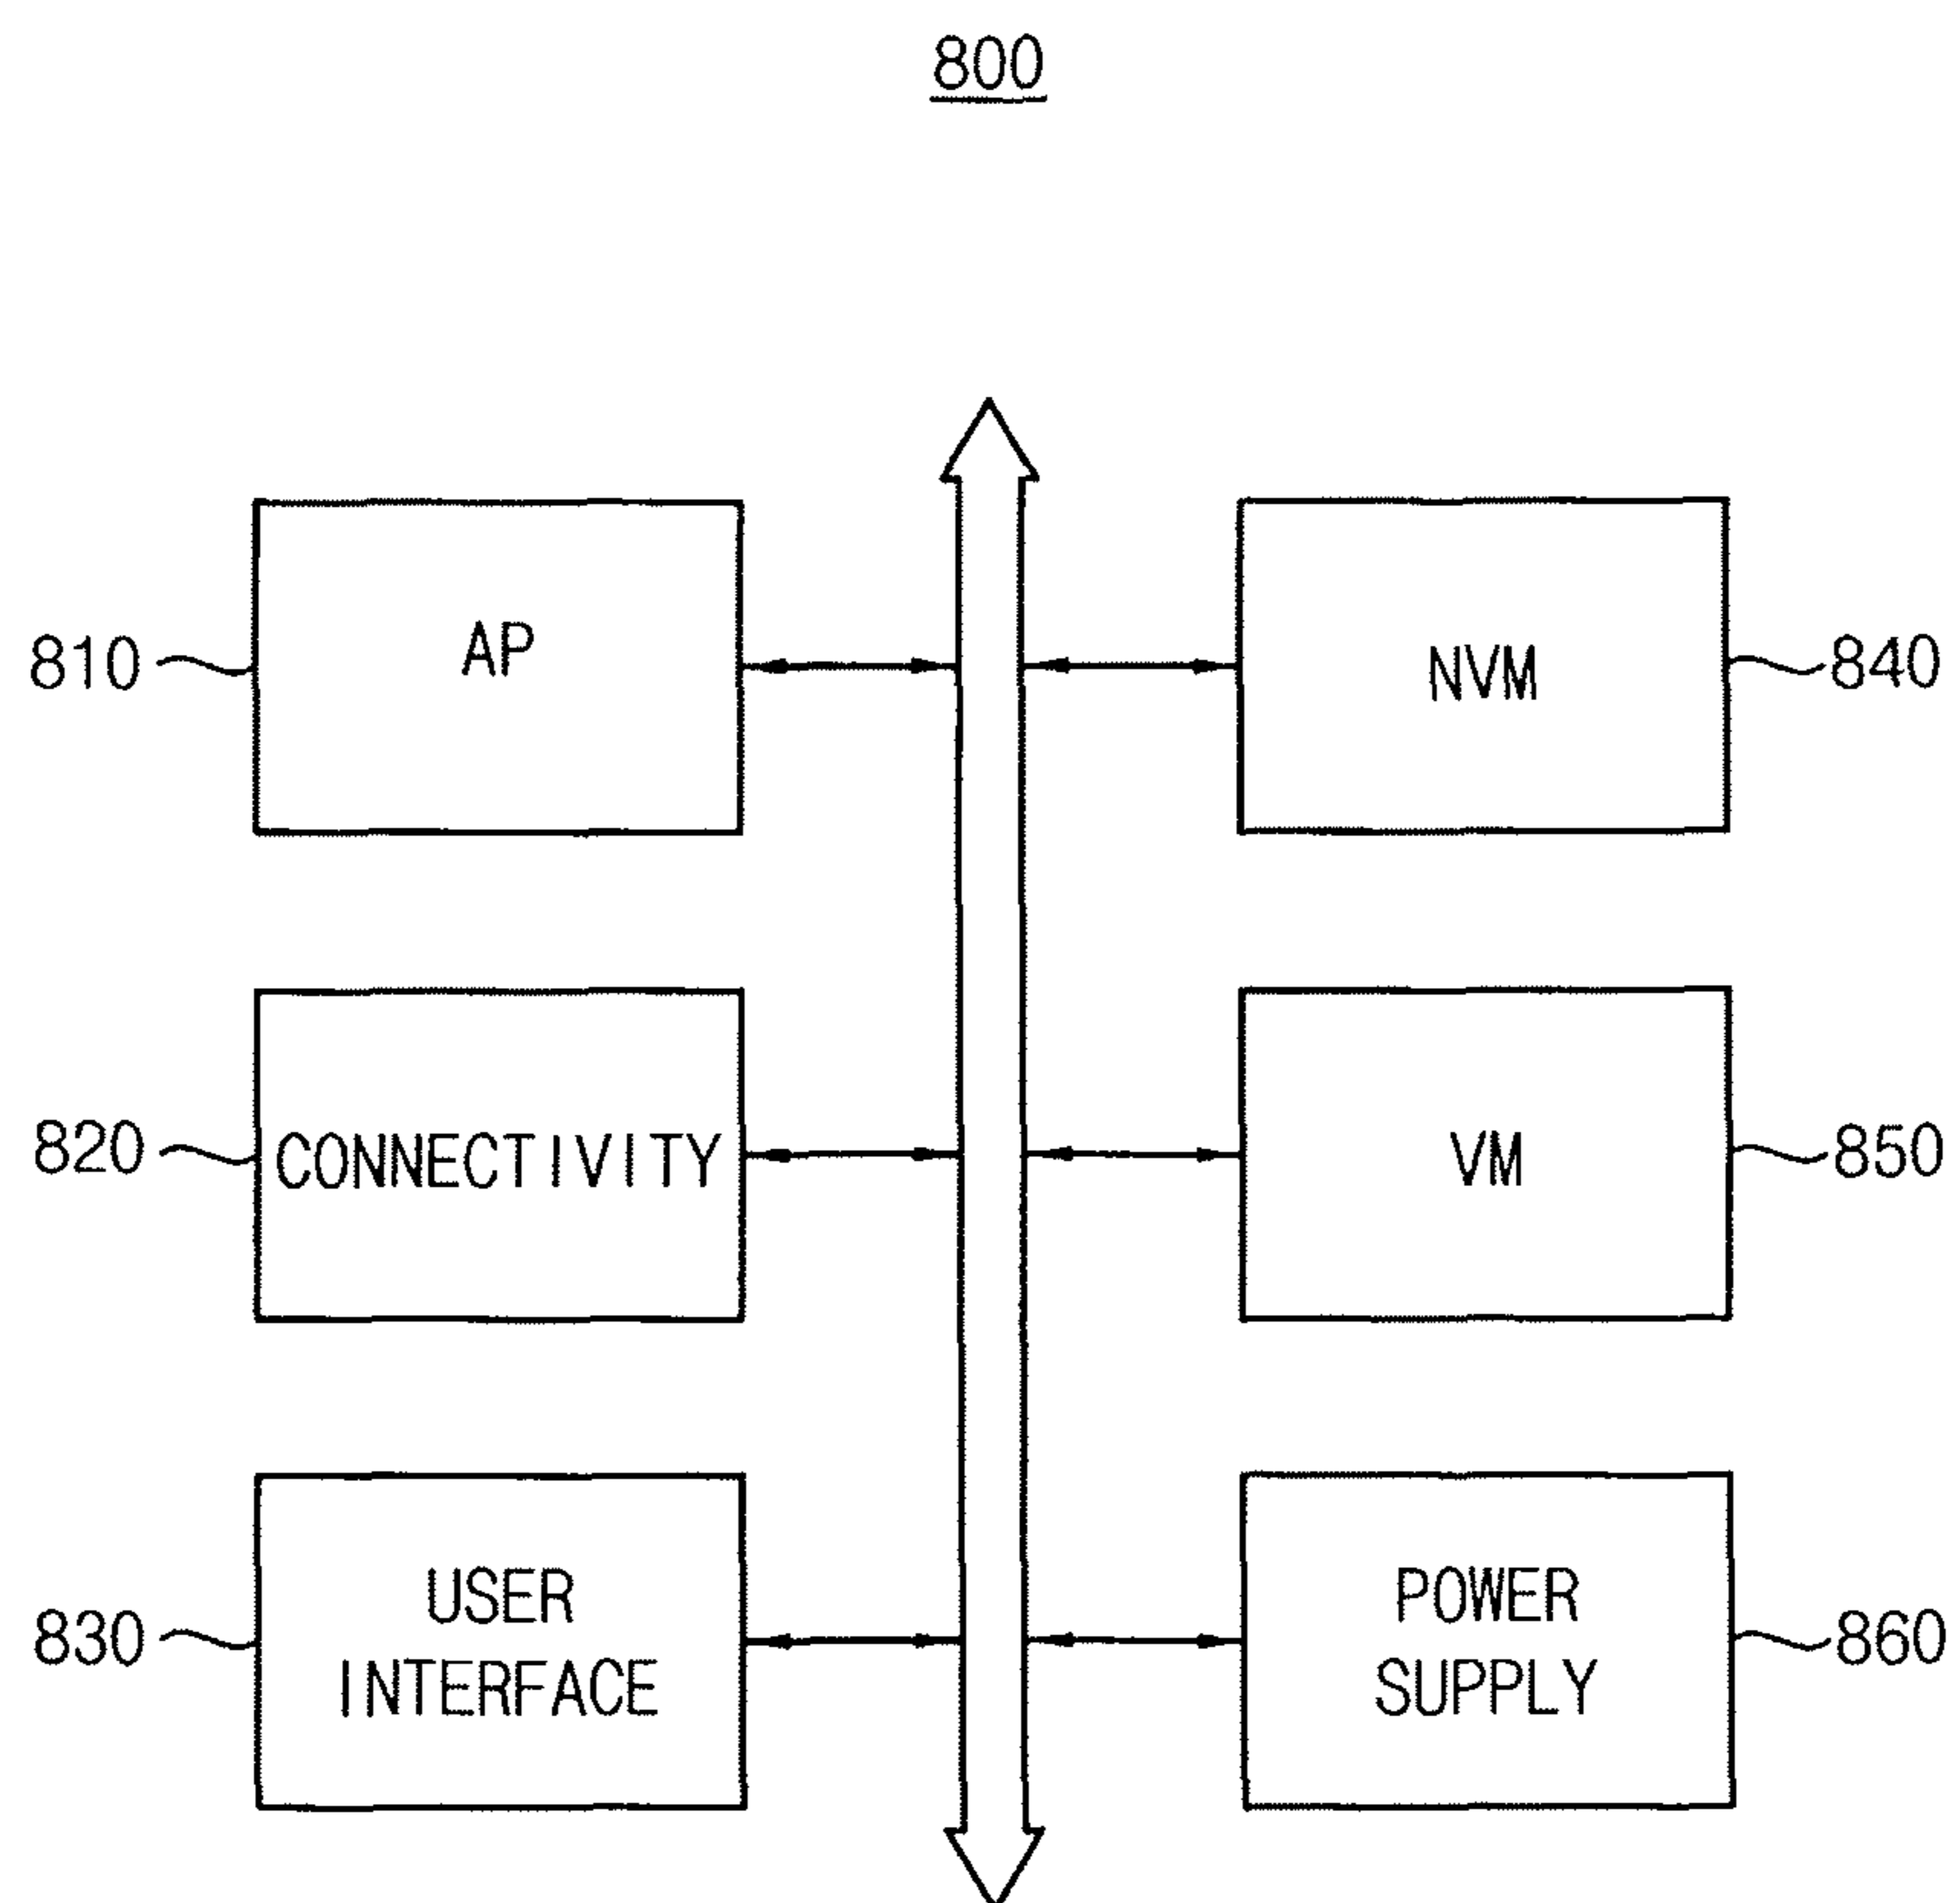 800
810
AP
NVM
840
820
CONNECTIVITY
VM
850
830
USER
INTERFACE
POWER
SUPPLY
860